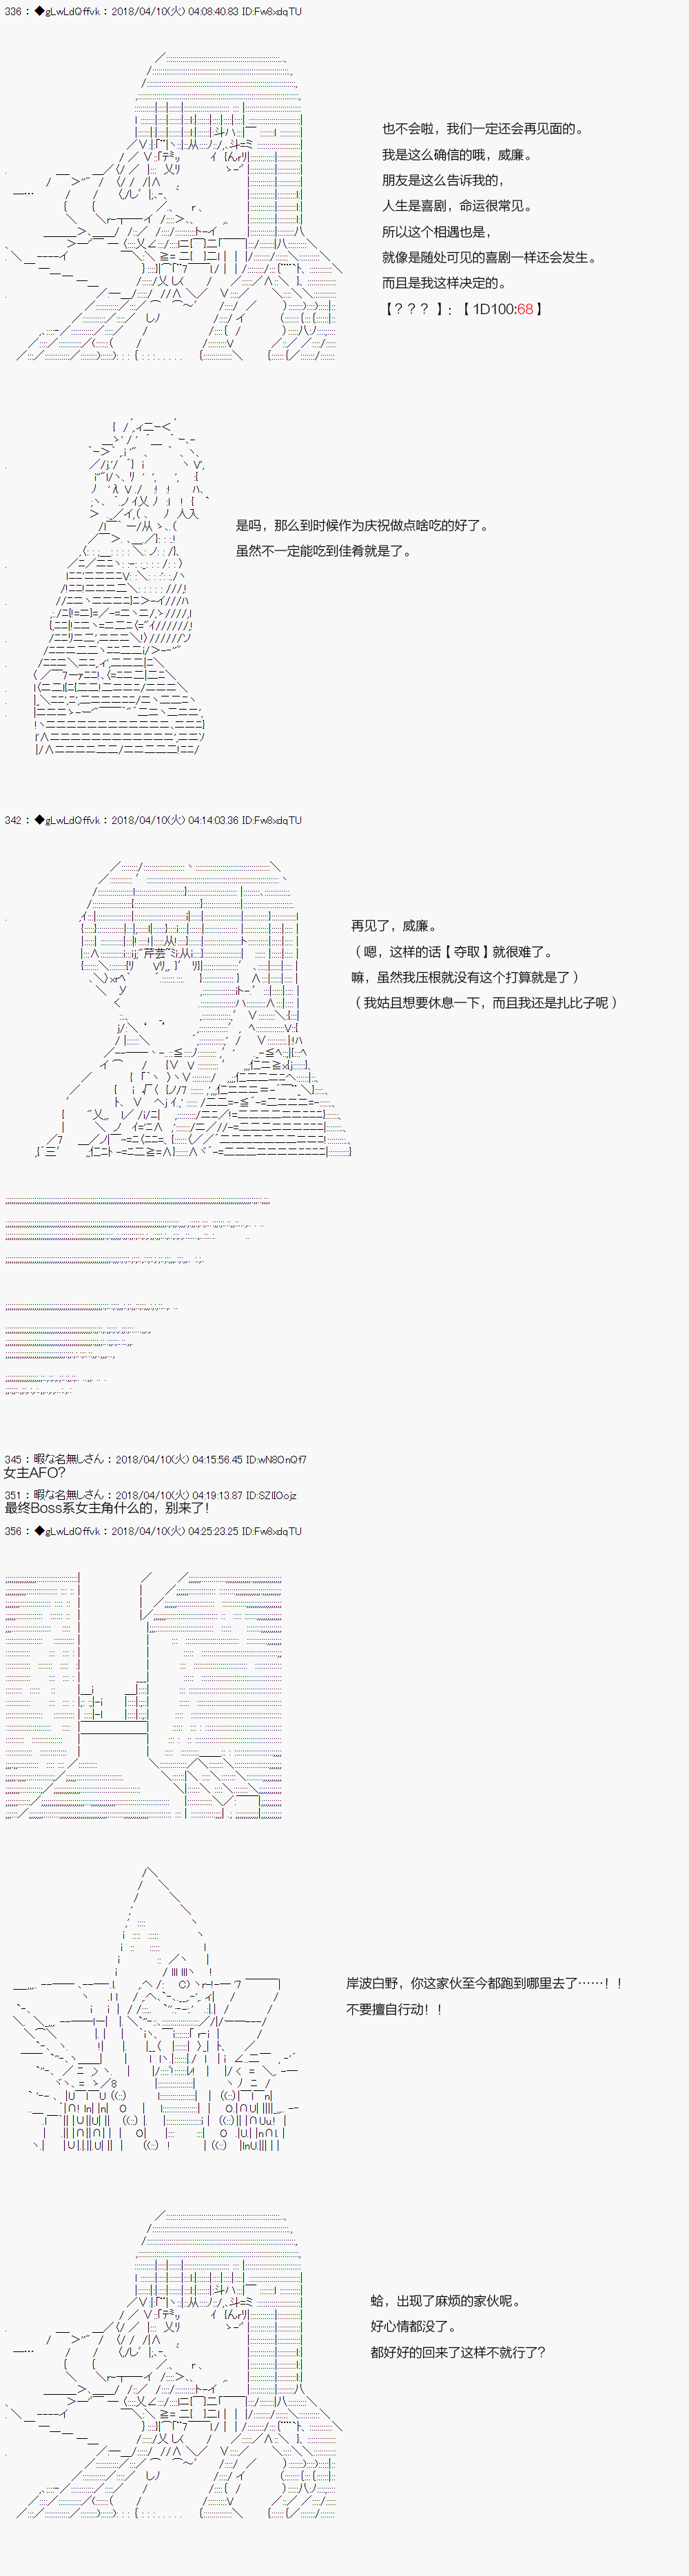 336 : ◆gLwLdQffvk : 2018/04/10(火) 04:08:40.83 ID:Fw8xdqTU
也不会啦，我们一定还会再见面的。
我是这么确信的哦，威廉。
朋友是这么告诉我的，
人生是喜剧，命运很常见。
所以这个相遇也是，
就像是随处可见的喜剧一样还会发生。
而且是我这样决定的。
【？？？】:【1D100:68】
是吗，那么到时候作为庆祝做点啥吃的好了。
虽然不一定能吃到佳肴就是了。
342 : ◆gLwLdQffvk : 2018/04/10(火) 04:14:03.36 ID:Fw8xdqTU
再见了，威廉。
（嗯，这样的话【夺取】就很难了。
嘛，虽然我压根就没有这个打算就是了）
（我姑且想要休息一下，而且我还是扎比子呢）
345 : 暇な名無しさん : 2018/04/10(火) 04:15:56.45 ID:wN8OnQf7
女主AFO?
351 : 暇な名無しさん : 2018/04/10(火) 04:19:13.87 ID:SZlIOojz
最终Boss系女主角什么的，别来了！
356 : ◆gLwLdQffvk : 2018/04/10(火) 04:25:23.25 ID:Fw8xdqTU
岸波白野，你这家伙至今都跑到哪里去了……！！
不要擅自行动！！
蛤，出现了麻烦的家伙呢。
好心情都没了。
都好好的回来了这样不就行了?